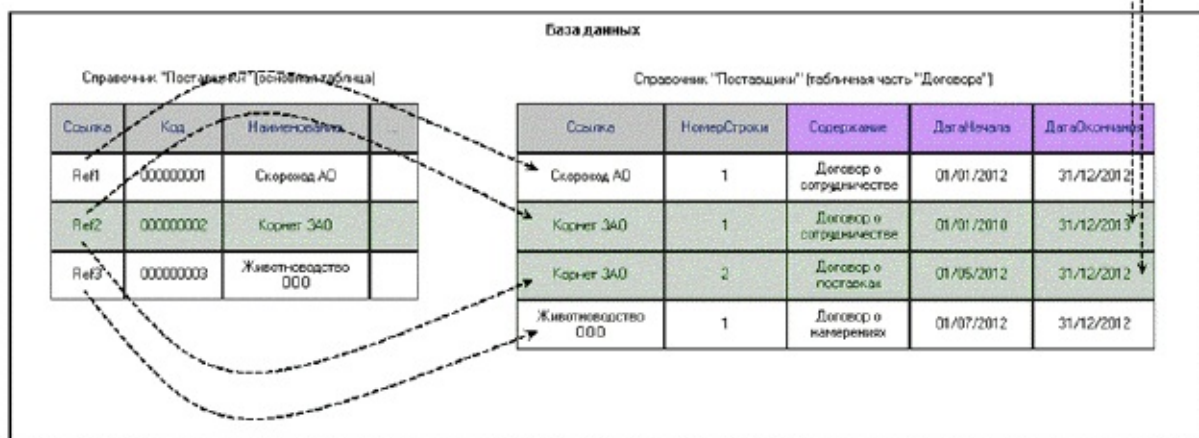 База данных
Справочник "Поставщики" (основная таблица)
Справочник "Поставщики" (табличная часть "Договора")
Ссылка Код Наименование ...
Ref1 000000001 Скороход АО
Ref2 000000002 Корнет ЗАО
Ref3 000000003 Животноводство
ООО
Ссылка НомерСтроки Содержание ДатаНачала ДатаОкончания
Скороход АО 1 Договор о
сотрудничестве 01/01/2012 31/12/2012
Корнет ЗАО 1 Договор о
сотрудничестве 01/01/2010 31/12/2013
Корнет ЗАО 2 Договор о
поставках 01/05/2012 31/12/2012
Животноводство
ООО 1 Договор о
намерениях 01/07/2012 31/12/2012